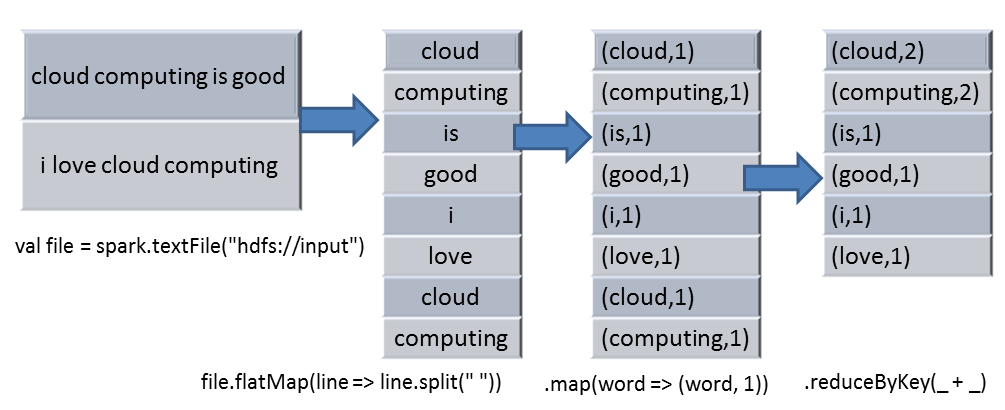 cloud computing is good
i love cloud computing
val file = spark.textFile("hdfs://input")
cloud
computing
is
good
i
love
cloud
computing
file.flatMap(line => line.split(" "))
(cloud,1)
(computing,1)
(is,1)
(good,1)
(i,1)
(love,1)
(cloud,1)
(computing,1)
.map(word => (word, 1))
(cloud,2)
(computing,2)
(is,1)
(good,1)
(i,1)
(love,1)
.reduceByKey(_ + _)